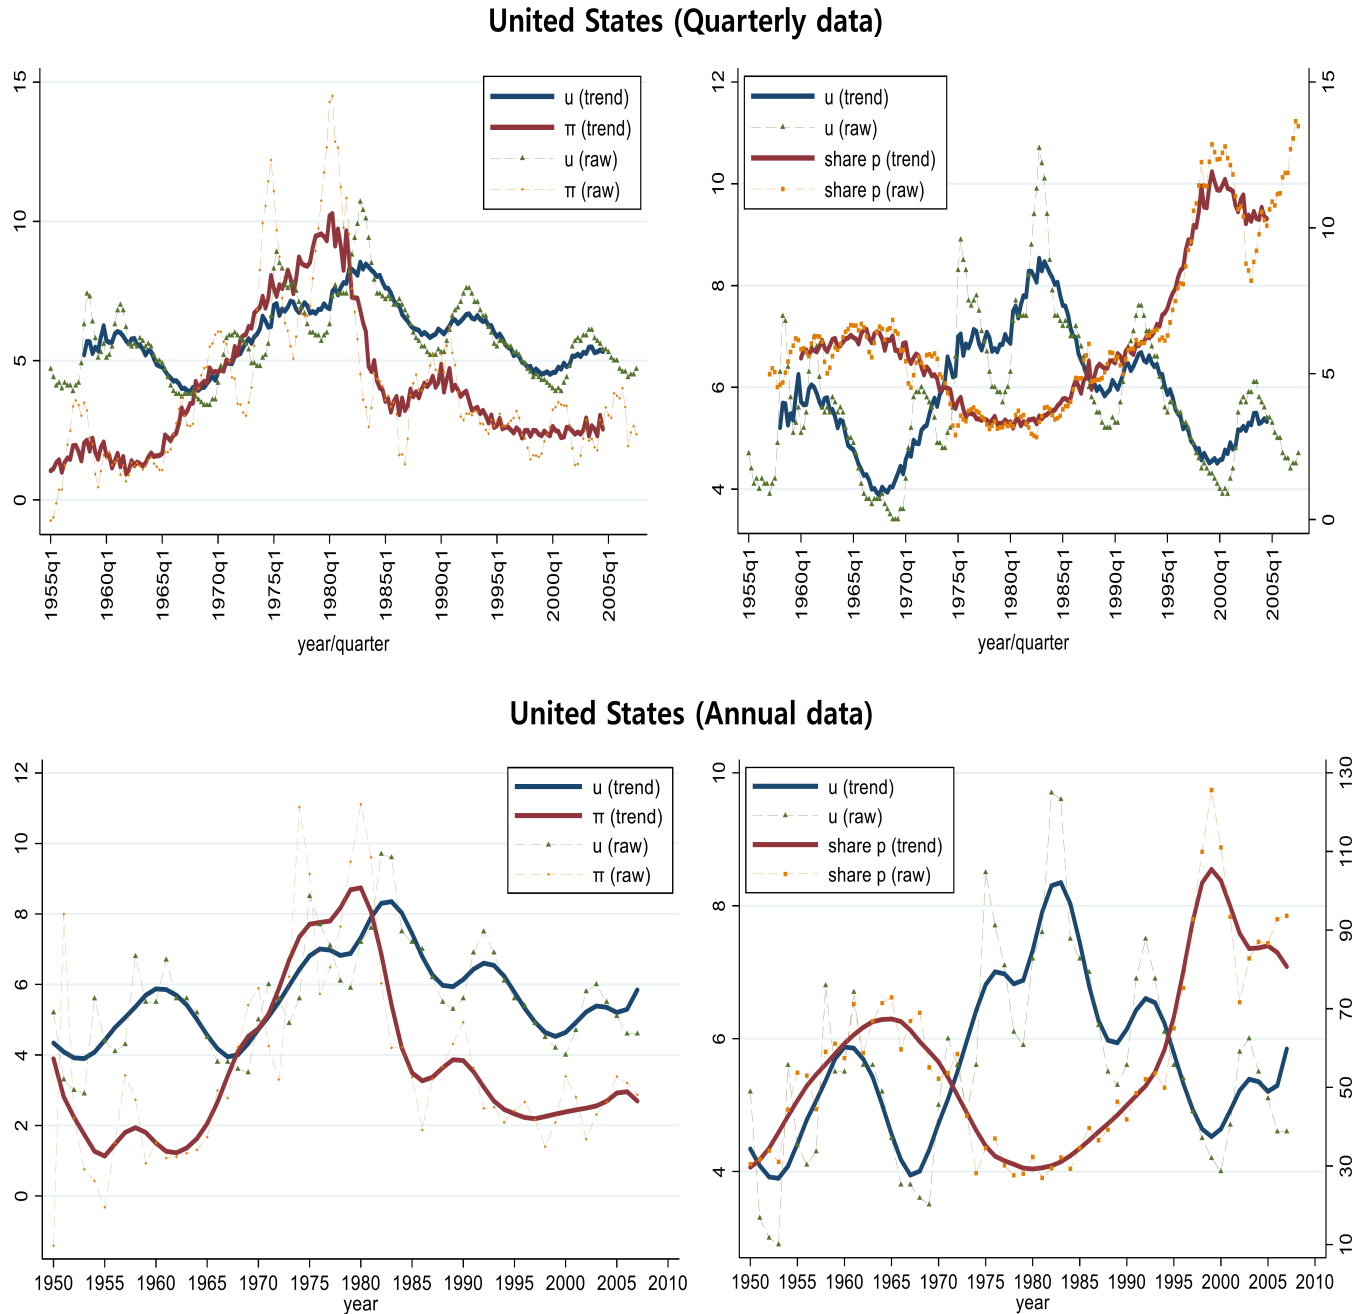 United States (Quarterly data)
u (trend)
π (trend)
u (raw)
π (raw)
15
10
5
0
1955q1
1960q1
1965q1
1970q1
1975q1
1980q1
1985q1
1990q1
1995q1
2000q1
2005q1
year/quarter
u (trend)
u (raw)
share p (trend)
share p (raw)
12
10
8
6
4
15
10
5
0
1955q1
1960q1
1965q1
1970q1
1975q1
1980q1
1985q1
1990q1
1995q1
2000q1
2005q1
year/quarter
United States (Annual data)
u (trend)
π (trend)
u (raw)
π (raw)
12
10
8
6
4
2
0
1950 1955 1960 1965 1970 1975 1980 1985 1990 1995 2000 2005 2010
year
u (trend)
u (raw)
share p (trend)
share p (raw)
10
8
6
4
130
110
90
70
50
30
10
1950 1955 1960 1965 1970 1975 1980 1985 1990 1995 2000 2005 2010
year